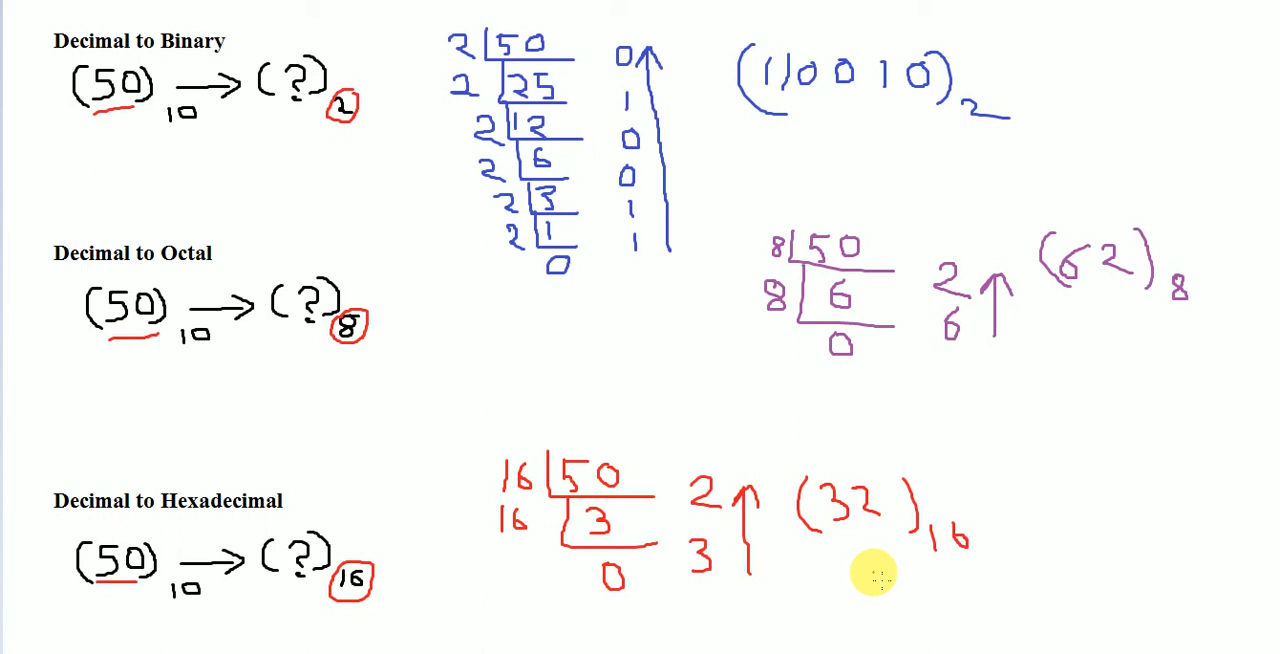 Decimal to Binary
(50)10 → (?)2
2 50 0
2 25 1
2 12 0
2 6 0
2 3 1
2 1 1
0
(110010)2
Decimal to Octal
(50)10 → (?)8
8 50
8 6 2
0 6
(62)8
Decimal to Hexadecimal
(50)10 → (?)16
16 50 2
16 3 3
0
(32)16